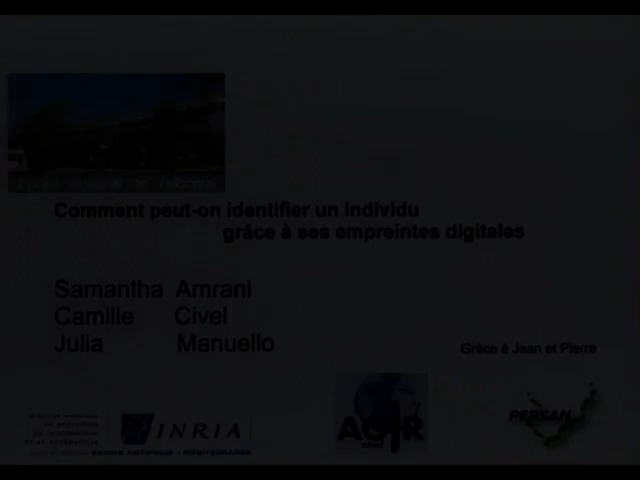 Comment peut-on identifier un individu
grâce à ses empreintes digitales
Samantha Amrani
Camille Civel
Julia Manuello
Grâce à Jean et Pierre
INRIA
PERSAN